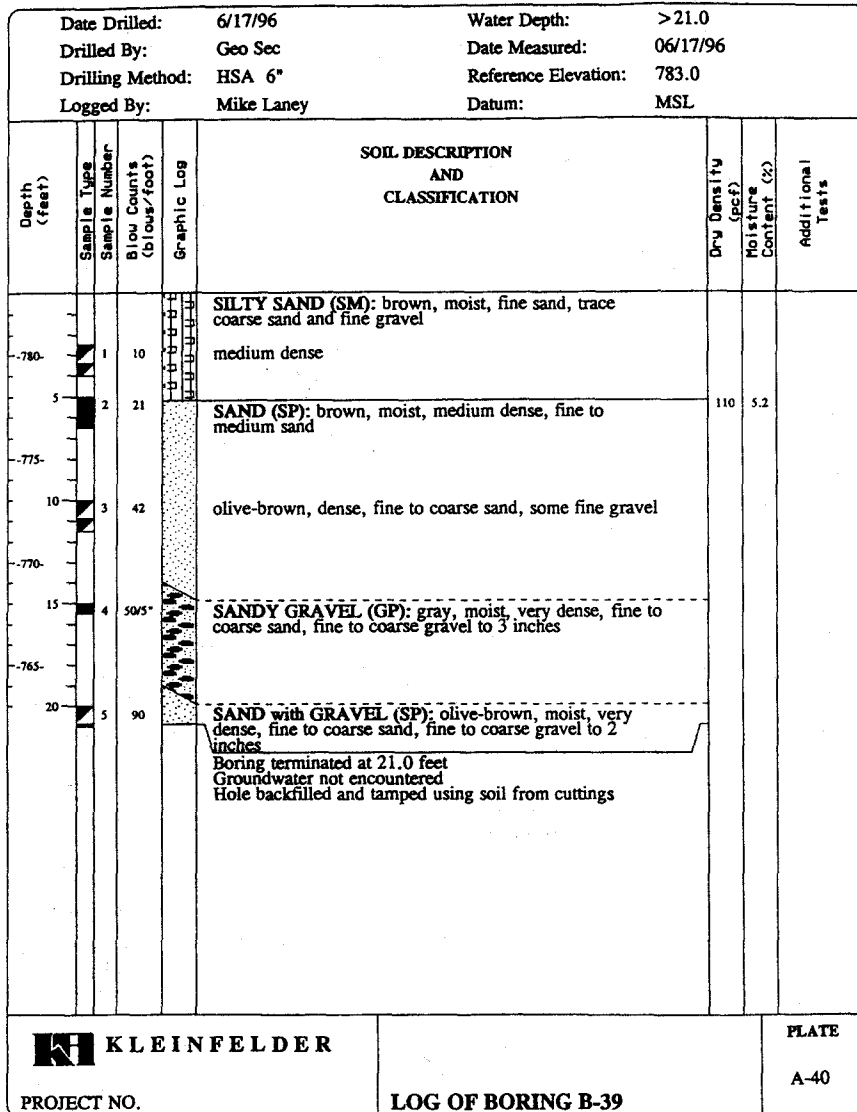 Date Drilled: 6/17/96 Water Depth: >21.0
Drilled By: Geo Sec Date Measured: 06/17/96
Drilling Method: HSA 6" Reference Elevation: 783.0
Logged By: Mike Laney Datum: MSL
Depth (feet)
Sample Type
Sample Number
Blow Counts (blows/foot)
Graphic Log
SOIL DESCRIPTION
AND
CLASSIFICATION
Dry Density (pcf)
Moisture Content (%)
Additional Tests
SILTY SAND (SM): brown, moist, fine sand, trace
coarse sand and fine gravel
-780- 1 10 medium dense
5 2 21 SAND (SP): brown, moist, medium dense, fine to 110 5.2
medium sand
-775-
10 3 42 olive-brown, dense, fine to coarse sand, some fine gravel
-770-
15 4 50/5" SANDY GRAVEL (GP): gray, moist, very dense, fine to
coarse sand, fine to coarse gravel to 3 inches
-765-
20 5 90 SAND with GRAVEL (SP): olive-brown, moist, very
dense, fine to coarse sand, fine to coarse gravel to 2
inches
Boring terminated at 21.0 feet
Groundwater not encountered
Hole backfilled and tamped using soil from cuttings
KLEINFELDER
PROJECT NO.
LOG OF BORING B-39
PLATE
A-40